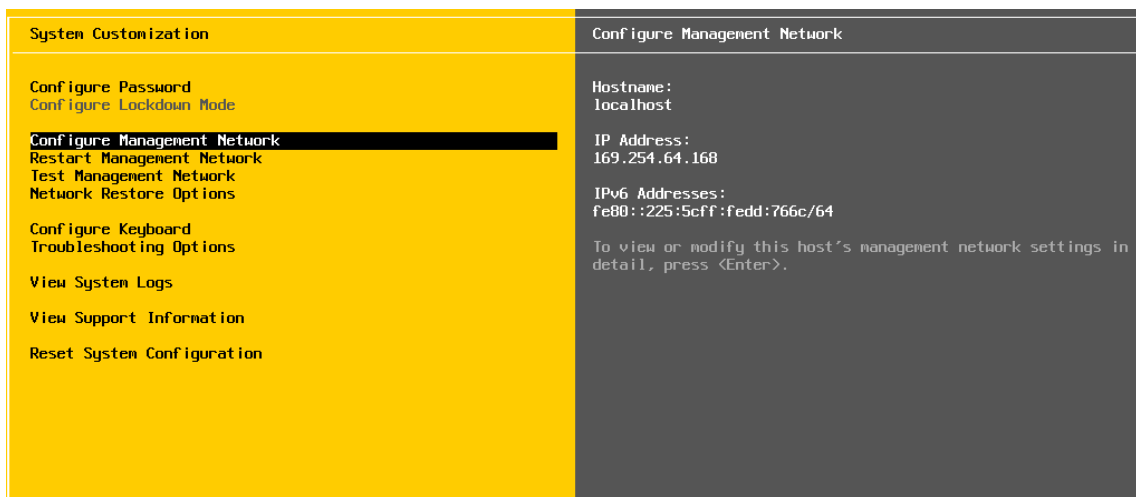 System Customization
Configure Password
Configure Lockdown Mode
Configure Management Network
Restart Management Network
Test Management Network
Network Restore Options
Configure Keyboard
Troubleshooting Options
View System Logs
View Support Information
Reset System Configuration
Configure Management Network
Hostname:
localhost
IP Address:
169.254.64.168
IPv6 Addresses:
fe80::225:5cff:fedd:766c/64
To view or modify this host's management network settings in
detail, press <Enter>.